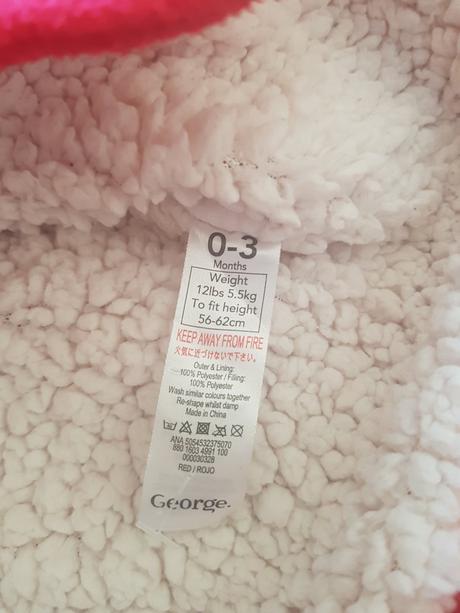 0-3
Months
Weight
12lbs 5.5kg
To fit height
56-62cm
KEEP AWAY FROM FIRE
火気に近づけないで下さい。
Outer & Lining:
100% Polyester / Filling:
100% Polyester
Wash similar colours together
Re-shape whilst damp
Made in China
ANA 5054532375070
880 1603 4991 100
000030328
RED / ROJO
George.